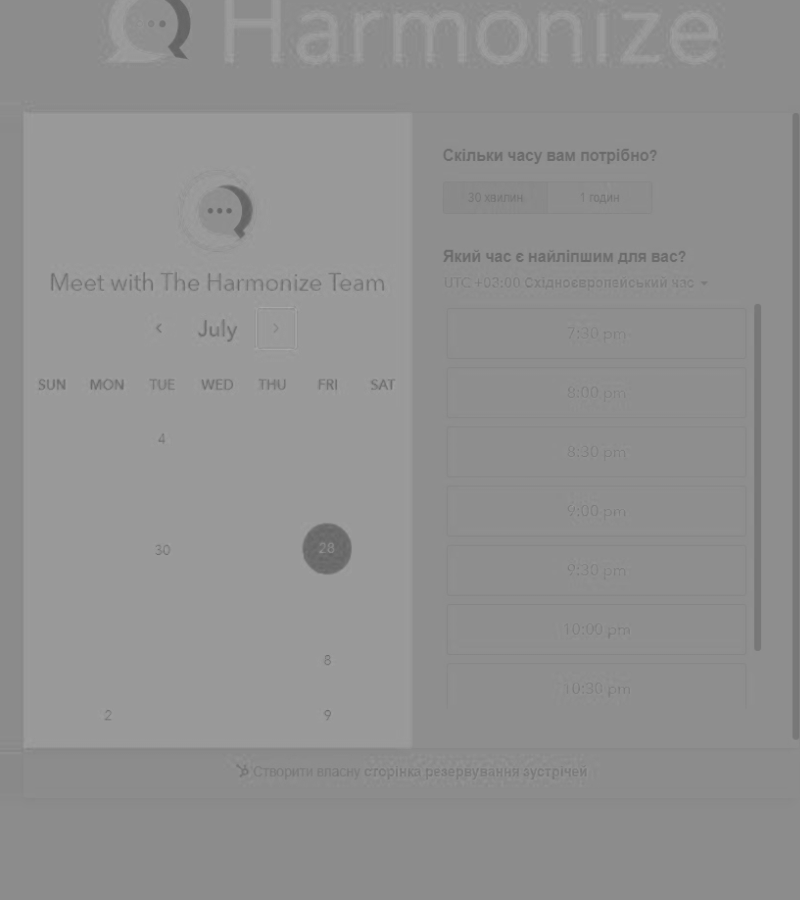 Harmonize
Meet with The Harmonize Team
July
SUN MON TUE WED THU FRI SAT
4
30 28
8
2 9
Скільки часу вам потрібно?
30 хвилин 1 годин
Який час є найліпшим для вас?
UTC +03:00 Східноєвропейський час
7:30 pm
8:00 pm
8:30 pm
9:00 pm
9:30 pm
10:00 pm
10:30 pm
Створити власну сторінка резервування зустрічей